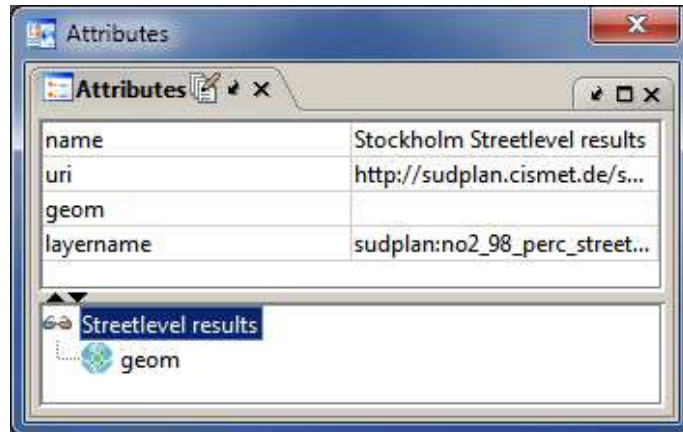 Attributes
Attributes
name Stockholm Streetlevel results
uri http://sudplan.cismet.de/s...
geom
layername sudplan:no2_98_perc_street...
Streetlevel results
geom